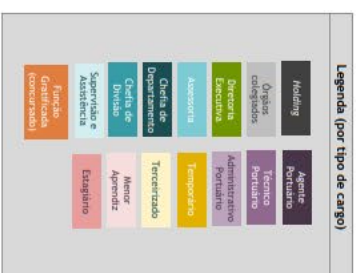 Legenda (por tipo de cargo)
Holding
Órgãos
colegiados
Diretoria
Executiva
Assessoria
Chefia de
Departamento
Chefia de
Divisão
Supervisão e
Assistência
Função
Gratificada
(concursado)
Agente
Portuário
Técnico
Portuário
Administrativo
Portuário
Temporário
Terceirizado
Menor
Aprendiz
Estagiário